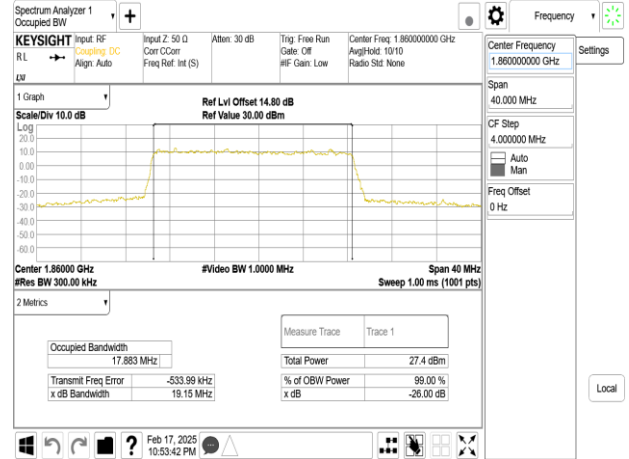 Spectrum Analyzer 1
Occupied BW
Frequency
KEYSIGHT
RL
Input: RF
Coupling: DC
Align: Auto
Input Z: 50 Ω
Corr CCorr
Freq Ref: Int (S)
Atten: 30 dB
Trig: Free Run
Gate: Off
#IF Gain: Low
Center Freq: 1.860000000 GHz
Avg|Hold: 10/10
Radio Std: None
LXI
Center Frequency
1.860000000 GHz
Settings
Span
40.000 MHz
CF Step
4.000000 MHz
Auto
Man
Freq Offset
0 Hz
1 Graph
Scale/Div 10.0 dB
Ref Lvl Offset 14.80 dB
Ref Value 30.00 dBm
Log
20.0
10.0
0.00
-10.0
-20.0
-30.0
-40.0
-50.0
-60.0
Center 1.86000 GHz
#Video BW 1.0000 MHz
Span 40 MHz
#Res BW 300.00 kHz
Sweep 1.00 ms (1001 pts)
2 Metrics
Measure Trace Trace 1
Occupied Bandwidth
17.883 MHz
Total Power 27.4 dBm
Transmit Freq Error -533.99 kHz
% of OBW Power 99.00 %
x dB Bandwidth 19.15 MHz
x dB -26.00 dB
Local
?
Feb 17, 2025
10:53:42 PM